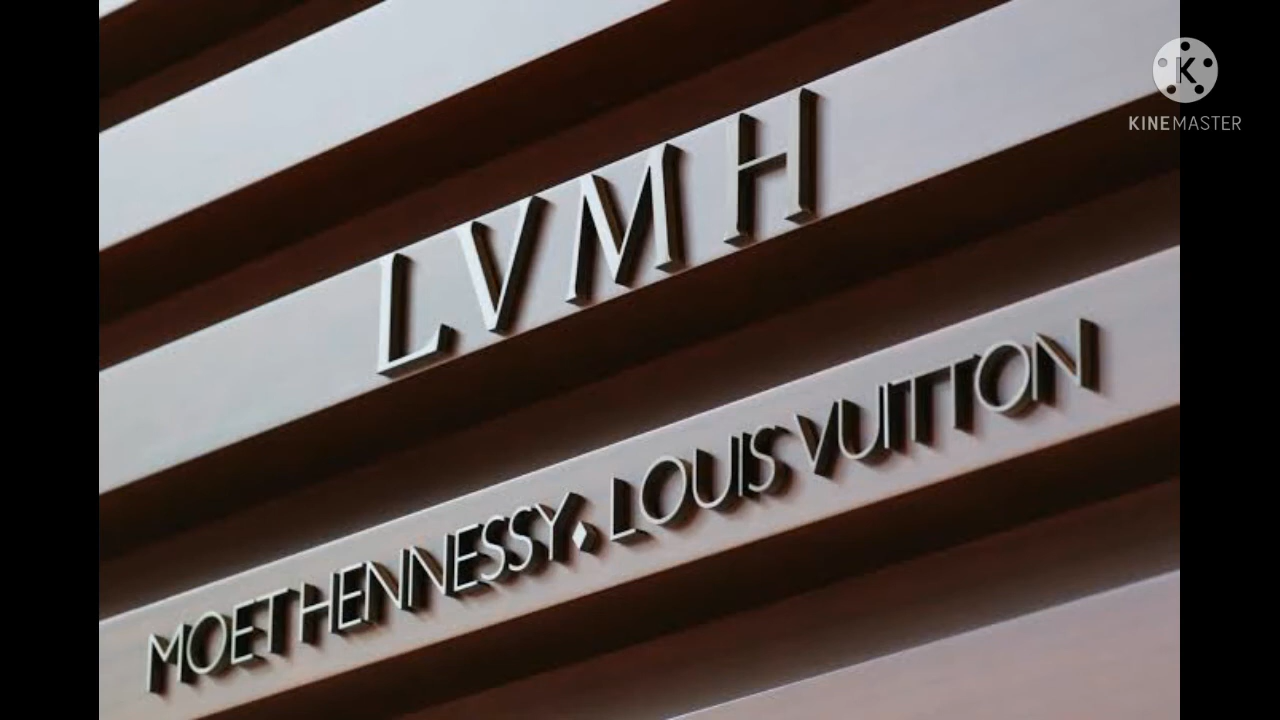 LVMH
MOET HENNESSY♦ LOUIS VUITTON
K
KINEMASTER